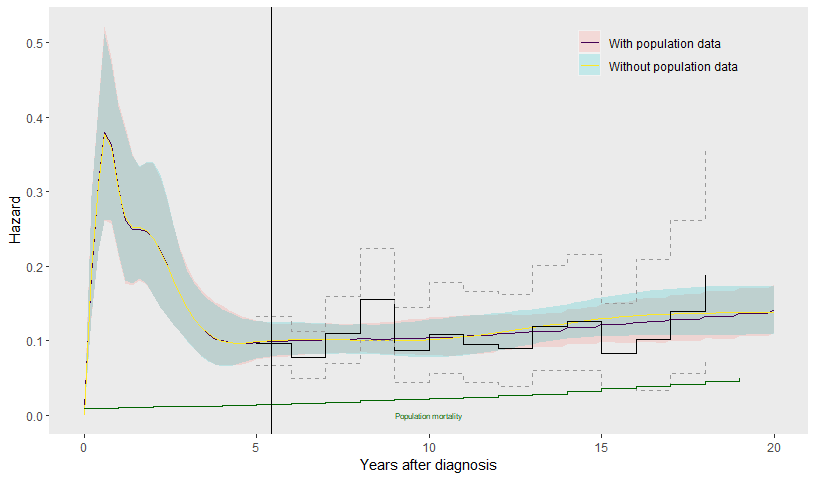 0.5
0.4
0.3
0.2
0.1
0.0
Hazard
With population data
Without population data
Population mortality
0
5
10
15
20
Years after diagnosis